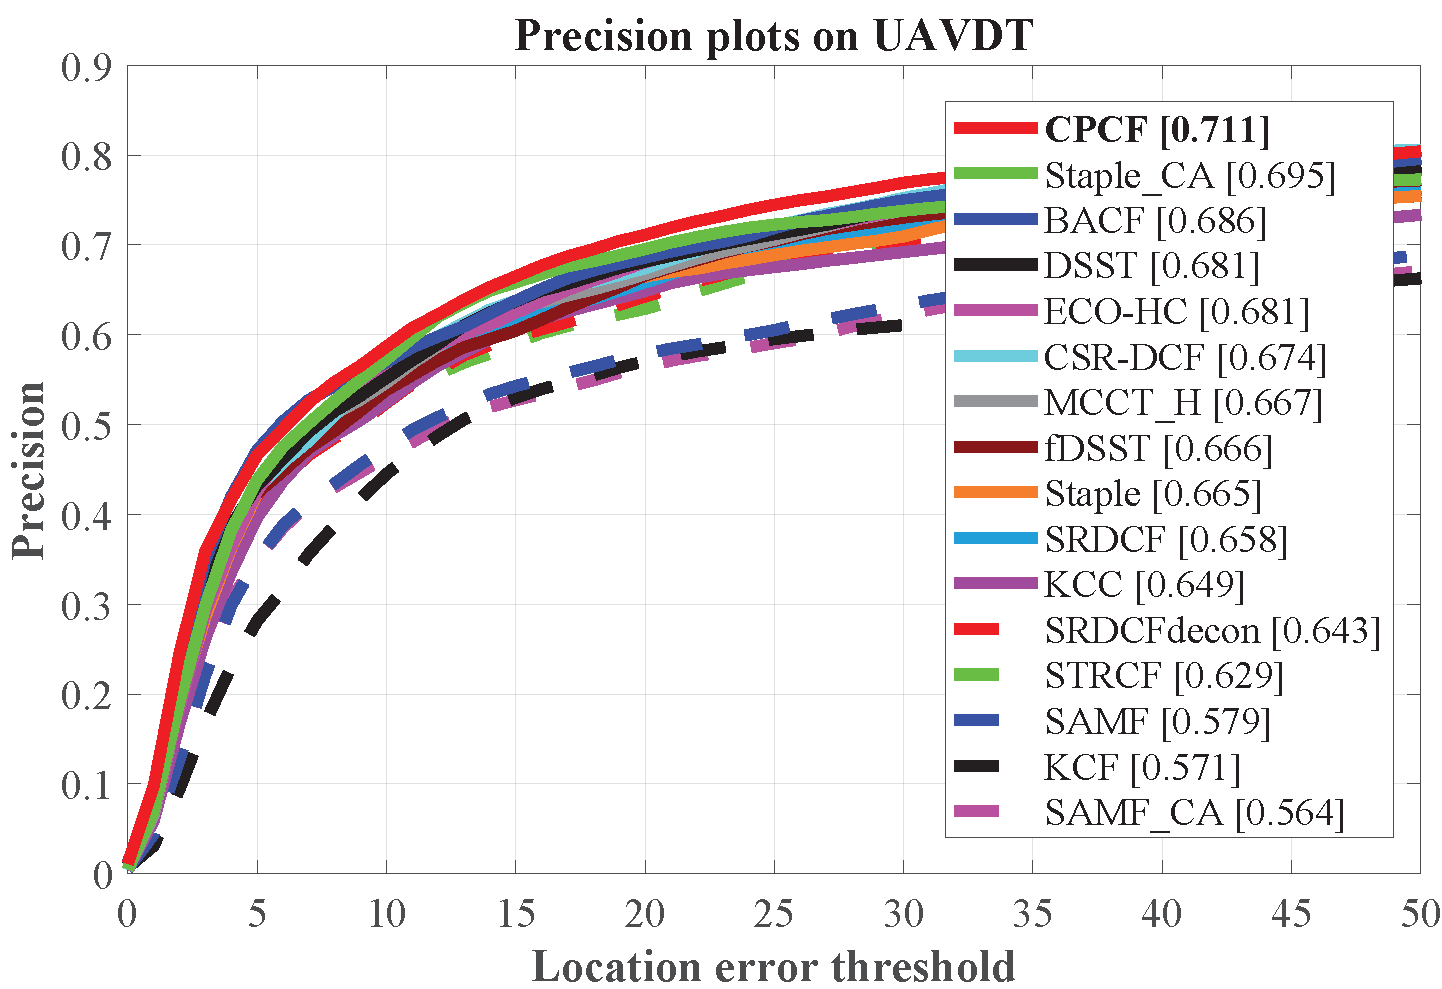 Precision plots on UAVDT
0.9
0.8
0.7
0.6
0.5
0.4
0.3
0.2
0.1
0
Precision
CPCF [0.711]
Staple_CA [0.695]
BACF [0.686]
DSST [0.681]
ECO-HC [0.681]
CSR-DCF [0.674]
MCCT_H [0.667]
fDSST [0.666]
Staple [0.665]
SRDCF [0.658]
KCC [0.649]
SRDCFdecon [0.643]
STRCF [0.629]
SAMF [0.579]
KCF [0.571]
SAMF_CA [0.564]
0 5 10 15 20 25 30 35 40 45 50
Location error threshold